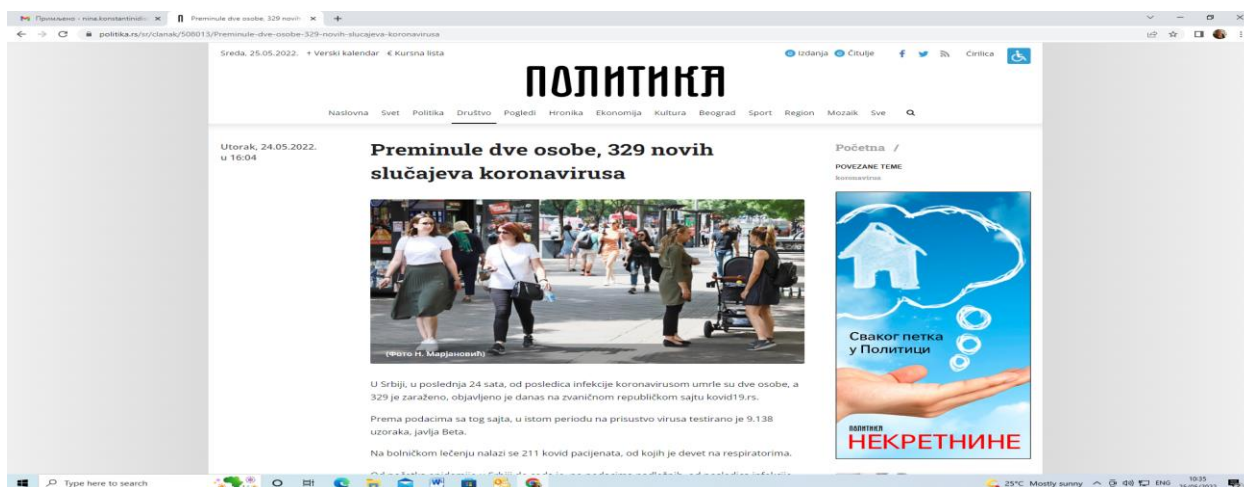 Примљено - nina.konstantinidi
Preminule dve osobe, 329 novih
politika.rs/sr/clanak/508013/Preminule-dve-osobe-329-novih-slucajeva-koronavirusa
Sreda, 25.05.2022. + Verski kalendar € Kursna lista
Izdanja Čitulje Ćirilica
ПОЛИТИКА
Naslovna Svet Politika Društvo Pogledi Hronika Ekonomija Kultura Beograd Sport Region Mozaik Sve
Utorak, 24.05.2022.
u 16:04
Preminule dve osobe, 329 novih
slučajeva koronavirusa
(Фото Н. Марјановић)
U Srbiji, u poslednja 24 sata, od posledica infekcije koronavirusom umrle su dve osobe, a
329 je zaraženo, objavljeno je danas na zvaničnom republičkom sajtu kovid19.rs.
Prema podacima sa tog sajta, u istom periodu na prisustvo virusa testirano je 9.138
uzoraka, javlja Beta.
Na bolničkom lečenju nalazi se 211 kovid pacijenata, od kojih je devet na respiratorima.
Početna /
POVEZANE TEME
koronavirus
Сваког петка
у Политици
ПОЛИТИКА
НЕКРЕТНИНЕ
Type here to search
25°C Mostly sunny
ENG
10:35
25/05/2022